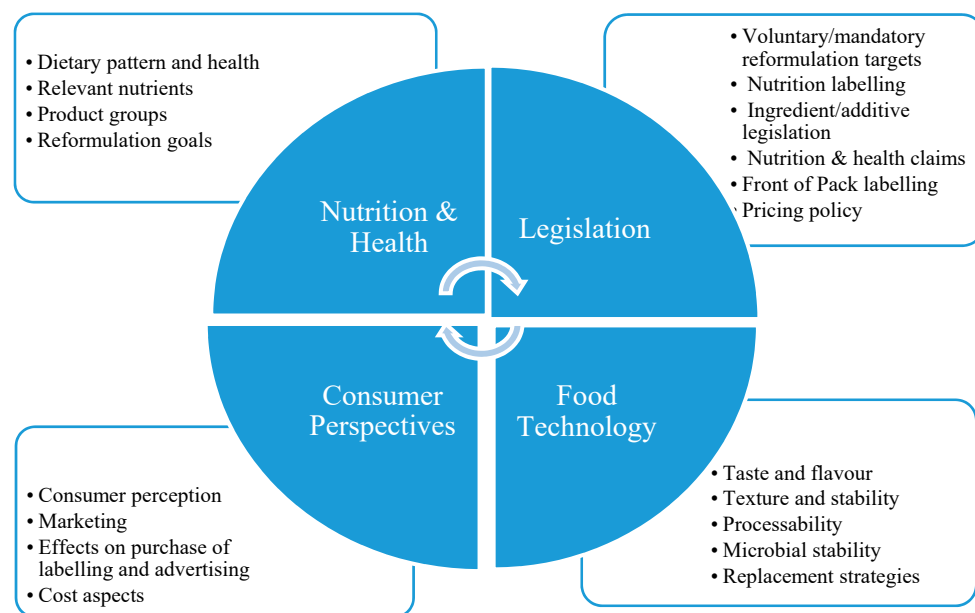 • Dietary pattern and health
• Relevant nutrients
• Product groups
• Reformulation goals
• Voluntary/mandatory
reformulation targets
• Nutrition labelling
• Ingredient/additive
legislation
• Nutrition & health claims
• Front of Pack labelling
• Pricing policy
Nutrition &
Health
Legislation
Consumer
Perspectives
Food
Technology
• Consumer perception
• Marketing
• Effects on purchase of
labelling and advertising
• Cost aspects
• Taste and flavour
• Texture and stability
• Processability
• Microbial stability
• Replacement strategies